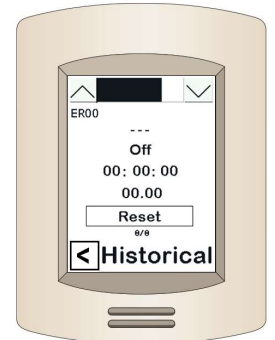 ER00
---
Off
00: 00: 00
00.00
Reset
0/0
< Historical